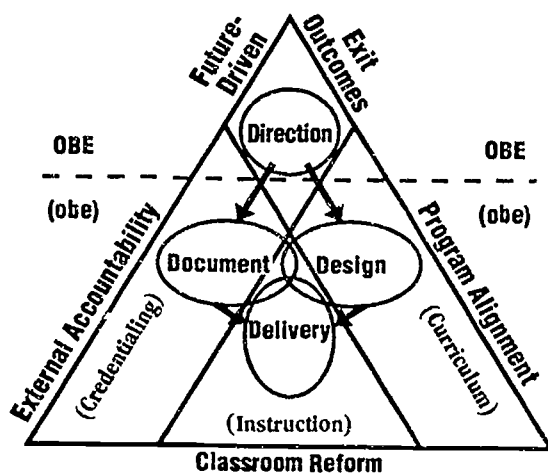 Future-
Driven
Exit
Outcomes
Direction
OBE
OBE
(obe)
(obe)
External Accountability
Program Alignment
Document
Design
Delivery
(Credentialing)
(Curriculum)
(Instruction)
Classroom Reform